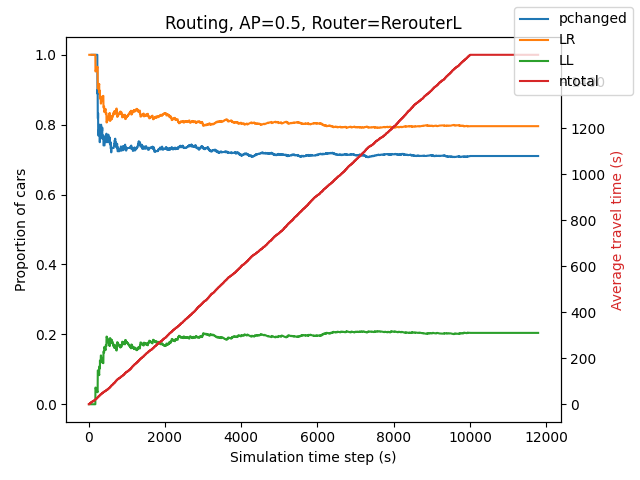 Routing, AP=0.5, Router=RerouterL
pchanged
LR
LL
ntotal
1.0
0.8
0.6
0.4
0.2
0.0
Proportion of cars
1200
1000
800
600
400
200
0
Average travel time (s)
0
2000
4000
6000
8000
10000
12000
Simulation time step (s)